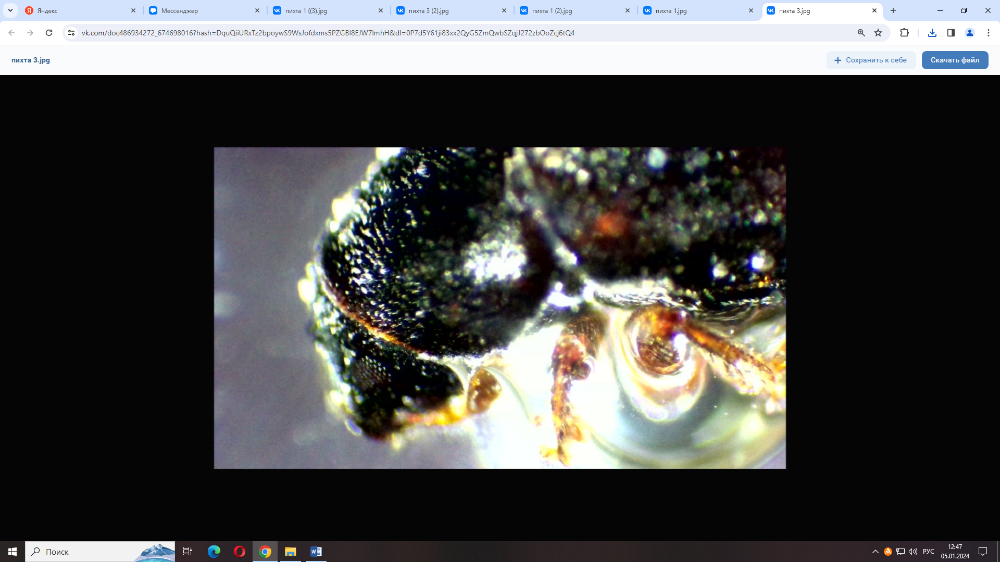 Яндекс
Мессенджер
пихта 1 ((3).jpg
пихта 3 (2).jpg
пихта 1 (2).jpg
пихта 1.jpg
пихта 3.jpg
vk.com/doc486934272_674698016?hash=DquQiiURxTz2bpoywS9WsJofdxms5PZGBl8EJW7lmhH&dl=0P7d5Y61ji83xx2QyG5ZmQwbSZqjJ272zbOoZcj6tQ4
пихта 3.jpg
Сохранить к себе
Скачать файл
Поиск
РУС
12:47
05.01.2024